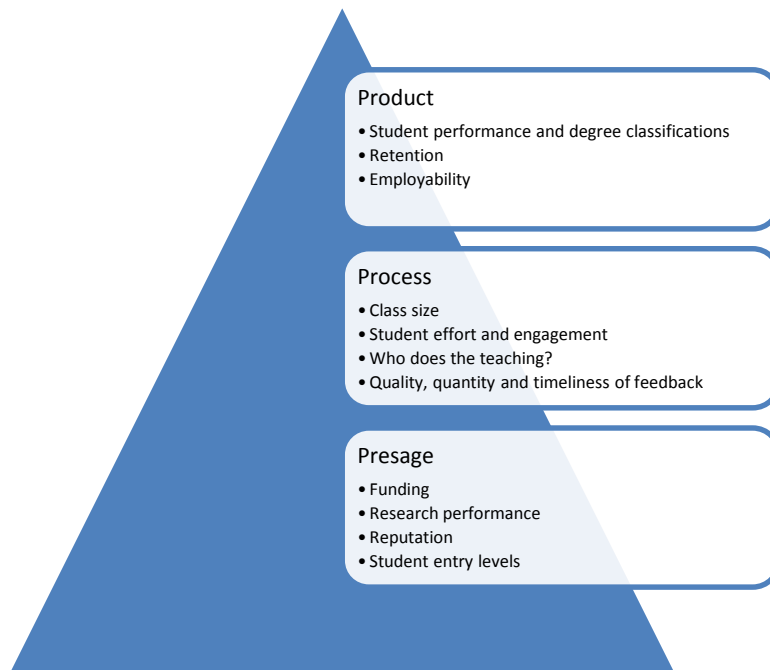 Product
• Student performance and degree classifications
• Retention
• Employability
Process
• Class size
• Student effort and engagement
• Who does the teaching?
• Quality, quantity and timeliness of feedback
Presage
• Funding
• Research performance
• Reputation
• Student entry levels